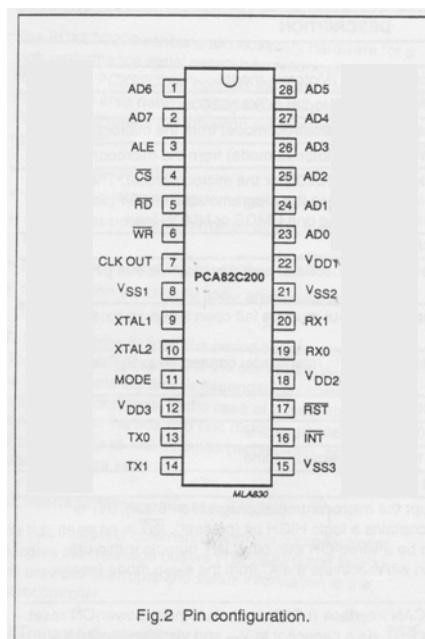 AD6 1 28 AD5
AD7 2 27 AD4
ALE 3 26 AD3
CS 4 25 AD2
RD 5 24 AD1
WR 6 23 AD0
CLK OUT 7 22 VDD1
VSS1 8 PCA82C200 21 VSS2
XTAL1 9 20 RX1
XTAL2 10 19 RX0
MODE 11 18 VDD2
VDD3 12 17 RST
TX0 13 16 INT
TX1 14 15 VSS3
MLA830
Fig.2 Pin configuration.